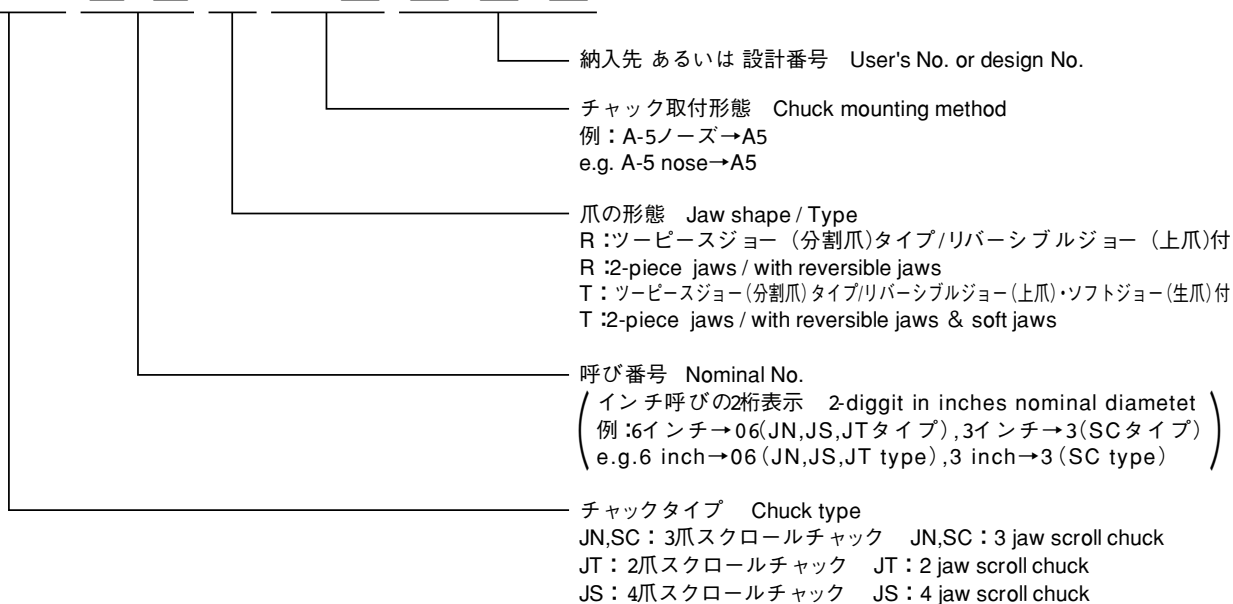 納入先 あるいは 設計番号 User's No. or design No.
チャック取付形態 Chuck mounting method
例：A-5ノーズ→A5
e.g. A-5 nose→A5
爪の形態 Jaw shape / Type
R：ツーピースジョー（分割爪）タイプ/リバーシブルジョー（上爪）付
R：2-piece jaws / with reversible jaws
T：ツーピースジョー（分割爪）タイプ/リバーシブルジョー（上爪）・ソフトジョー（生爪）付
T：2-piece jaws / with reversible jaws & soft jaws
呼び番号 Nominal No.
インチ呼びの2桁表示 2-diggit in inches nominal diametet
例：6インチ→06(JN,JS,JTタイプ),3インチ→3(SCタイプ)
e.g.6 inch→06(JN,JS,JT type),3 inch→3(SC type)
チャックタイプ Chuck type
JN,SC：3爪スクロールチャック JN,SC：3 jaw scroll chuck
JT：2爪スクロールチャック JT：2 jaw scroll chuck
JS：4爪スクロールチャック JS：4 jaw scroll chuck